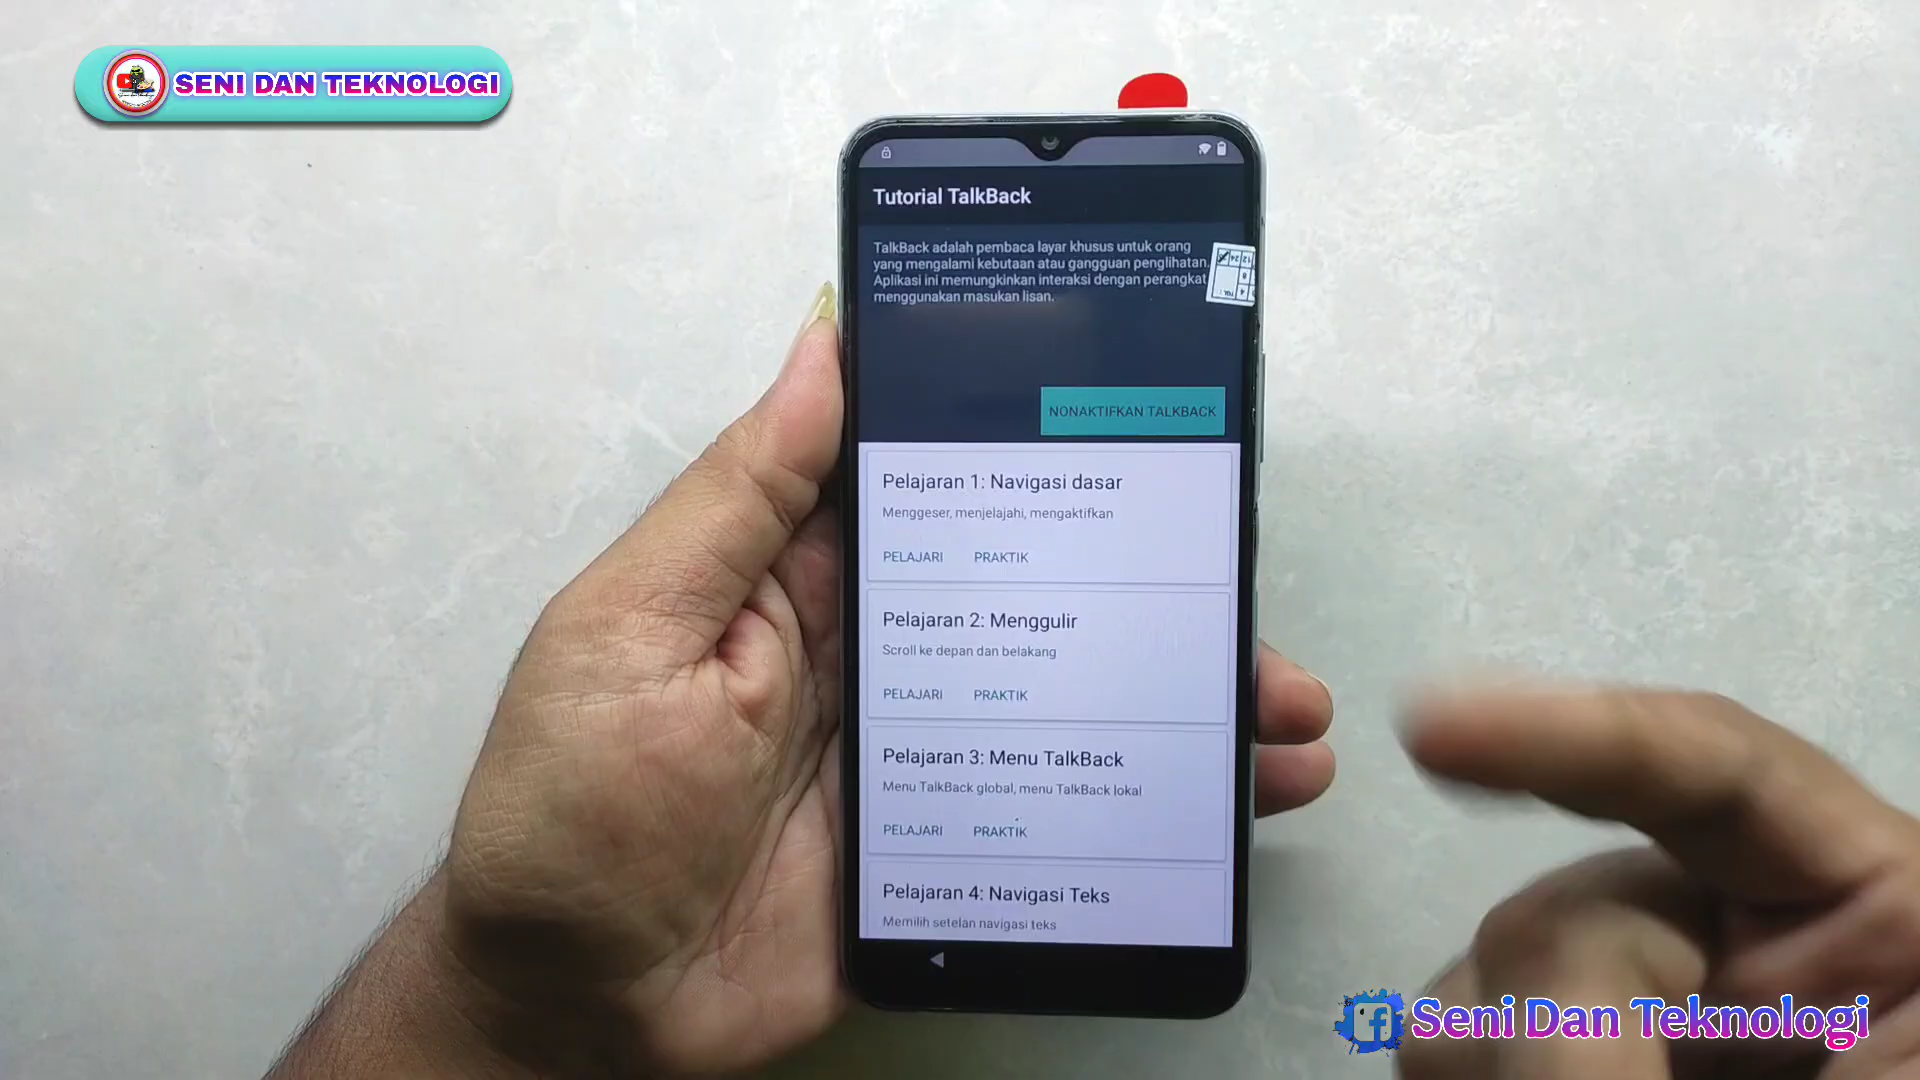 SENI DAN TEKNOLOGI
Tutorial TalkBack
TalkBack adalah pembaca layar khusus untuk orang
yang mengalami kebutaan atau gangguan penglihatan.
Aplikasi ini memungkinkan interaksi dengan perangkat
menggunakan masukan lisan.
NONAKTIFKAN TALKBACK
Pelajaran 1: Navigasi dasar
Menggeser, menjelajahi, mengaktifkan
PELAJARI PRAKTIK
Pelajaran 2: Menggulir
Scroll ke depan dan belakang
PELAJARI PRAKTIK
Pelajaran 3: Menu TalkBack
Menu TalkBack global, menu TalkBack lokal
PELAJARI PRAKTIK
Pelajaran 4: Navigasi Teks
Memilih setelan navigasi teks
Seni Dan Teknologi